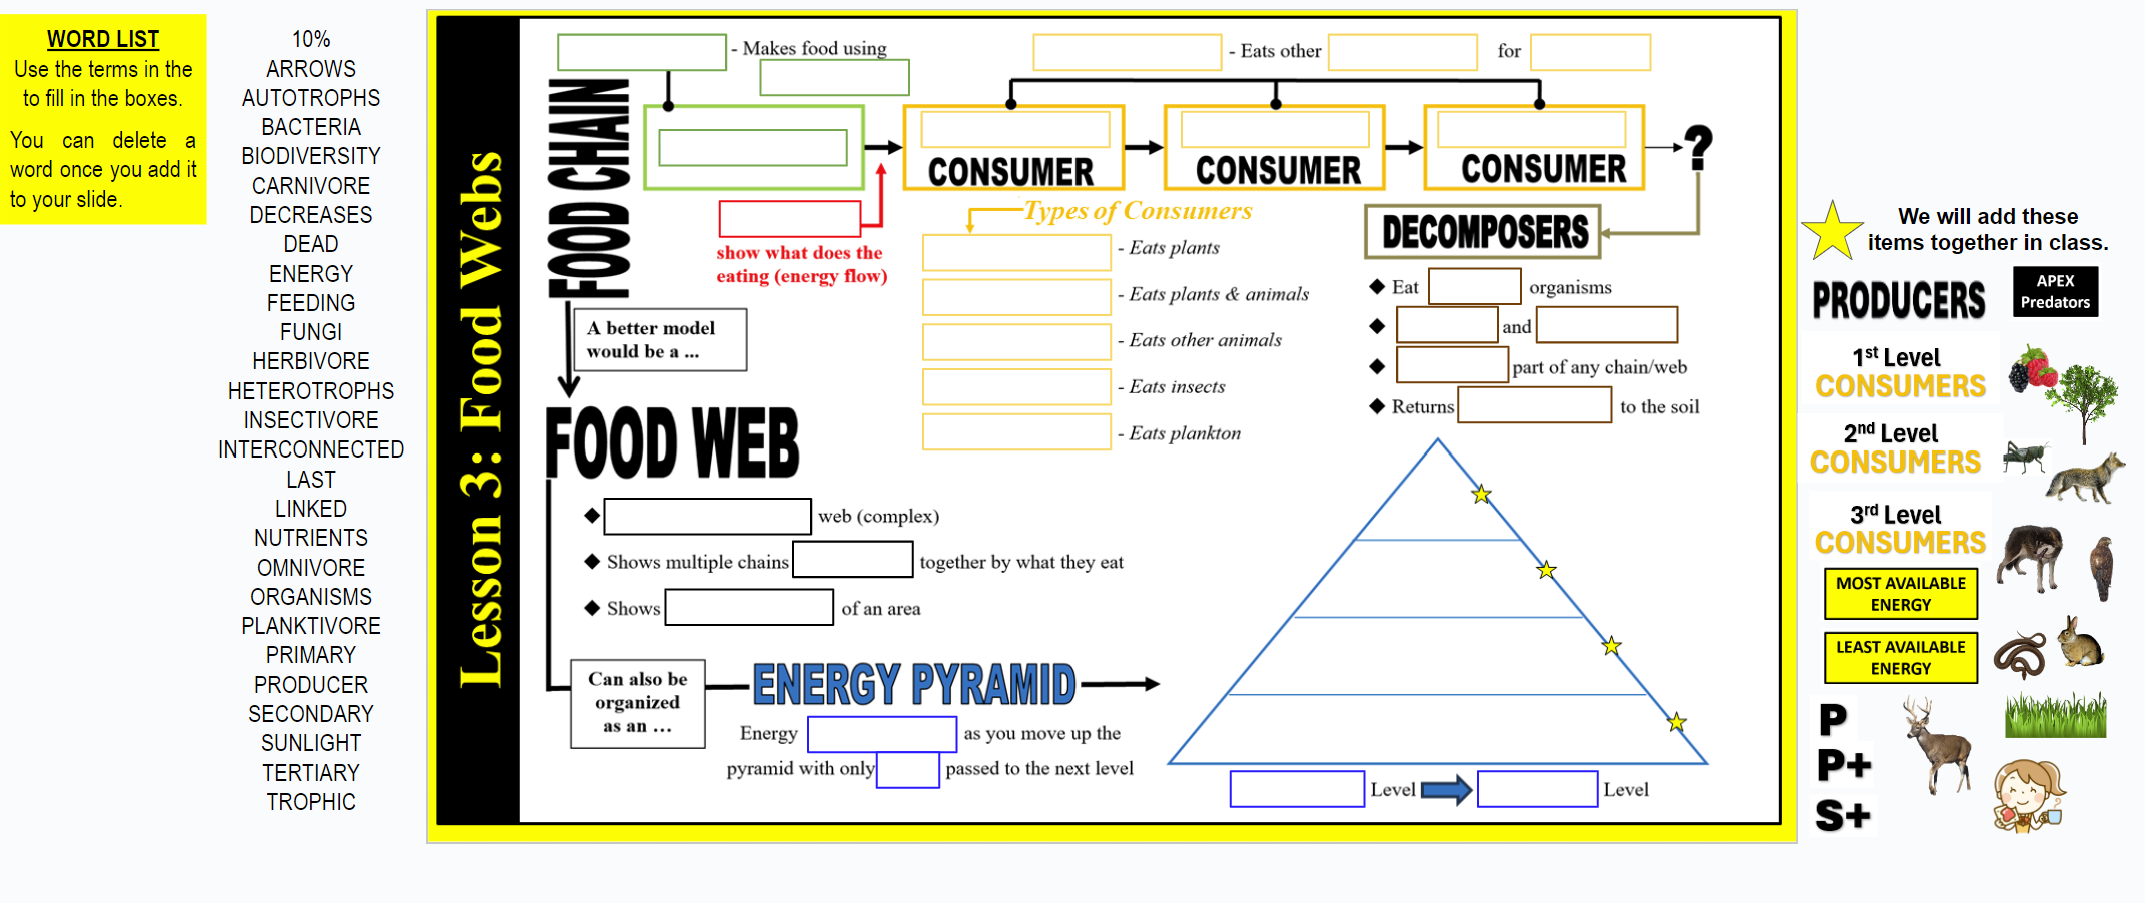 WORD LIST
Use the terms in the
to fill in the boxes.
You can delete a
word once you add it
to your slide.
10%
ARROWS
AUTOTROPHS
BACTERIA
BIODIVERSITY
CARNIVORE
DECREASES
DEAD
ENERGY
FEEDING
FUNGI
HERBIVORE
HETEROTROPHS
INSECTIVORE
INTERCONNECTED
LAST
LINKED
NUTRIENTS
OMNIVORE
ORGANISMS
PLANKTIVORE
PRIMARY
PRODUCER
SECONDARY
SUNLIGHT
TERTIARY
TROPHIC
Lesson 3: Food Webs
FOOD CHAIN
- Makes food using
- Eats other for
CONSUMER
CONSUMER
CONSUMER
?
show what does the
eating (energy flow)
Types of Consumers
- Eats plants
- Eats plants & animals
- Eats other animals
- Eats insects
- Eats plankton
DECOMPOSERS
◆ Eat organisms
◆ and
◆ part of any chain/web
◆ Returns to the soil
A better model
would be a ...
FOOD WEB
◆ web (complex)
◆ Shows multiple chains together by what they eat
◆ Shows of an area
Can also be
organized
as an …
ENERGY PYRAMID
Energy as you move up the
pyramid with only passed to the next level
Level Level
We will add these
items together in class.
PRODUCERS
APEX
Predators
1st Level
CONSUMERS
2nd Level
CONSUMERS
3rd Level
CONSUMERS
MOST AVAILABLE
ENERGY
LEAST AVAILABLE
ENERGY
P
P+
S+